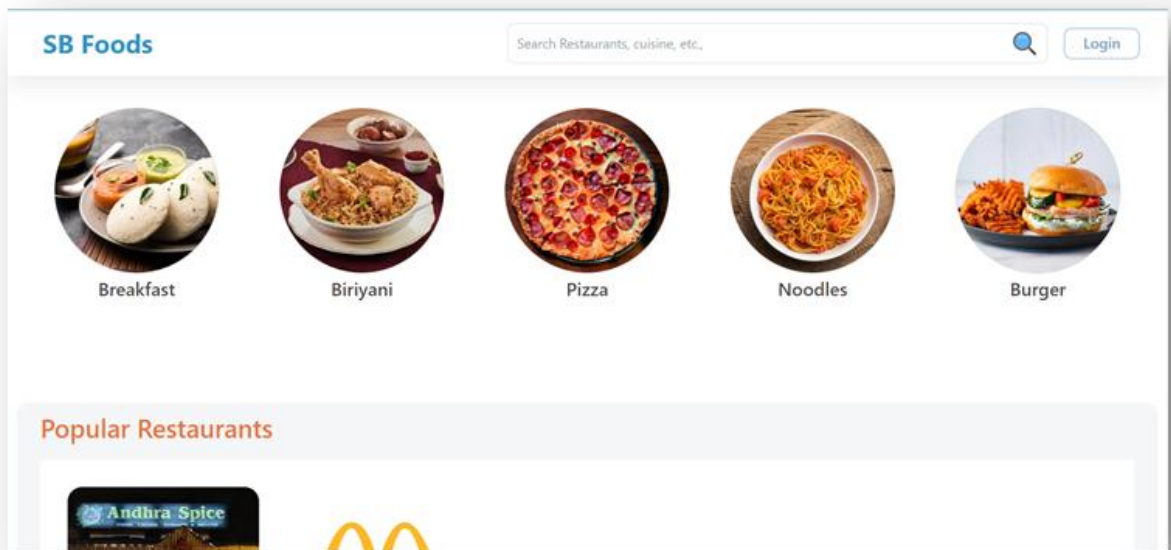 SB Foods
Search Restaurants, cuisine, etc.,
Login
Breakfast
Biriyani
Pizza
Noodles
Burger
Popular Restaurants
Andhra Spice